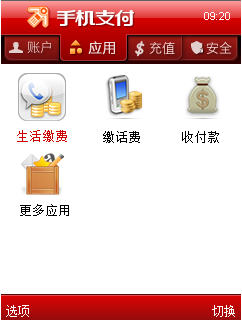 手机支付 09:20
账户 应用 充值 安全
生活缴费 缴话费 收付款
更多应用
选项 切换